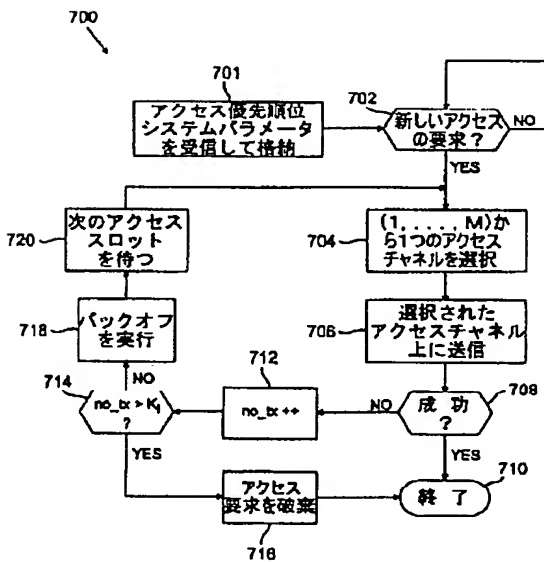 700
701
アクセス優先順位
システムパラメータ
を受信して格納
702
新しいアクセス
の要求?
NO
YES
704
(1, . . . . , M)か
ら1つのアクセス
チャネルを選択
706
選択された
アクセスチャネル
上に送信
708
成功
?
NO
YES
710
終了
712
no_tx ++
714
no_tx > K₁
?
NO
YES
716
アクセス
要求を破棄
718
バックオフ
を実行
720
次のアクセス
スロット
を待つ